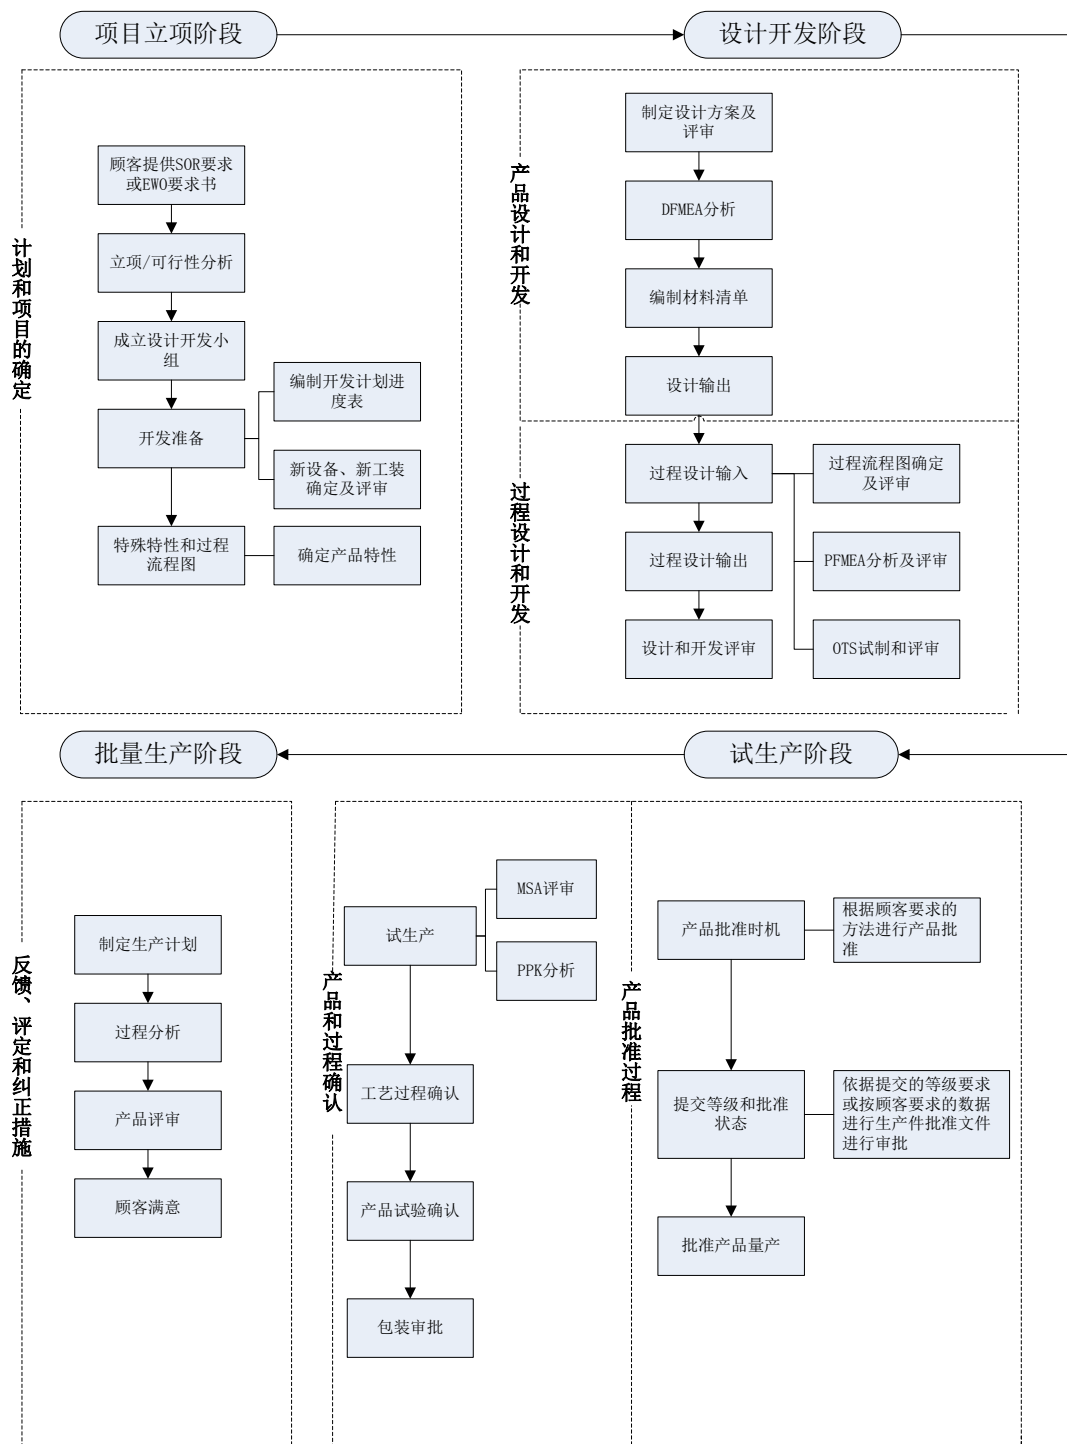 项目立项阶段
设计开发阶段
计划和项目的确定
顾客提供SOR要求
或EWO要求书
立项/可行性分析
成立设计开发小
组
开发准备
编制开发计划进
度表
新设备、新工装
确定及评审
特殊特性和过程
流程图
确定产品特性
产品设计和开发
制定设计方案及
评审
DFMEA分析
编制材料清单
设计输出
过程设计和开发
过程设计输入
过程流程图确定
及评审
过程设计输出
PFMEA分析及评审
设计和开发评审
OTS试制和评审
批量生产阶段
试生产阶段
反馈、评定和纠正措施
制定生产计划
过程分析
产品评审
顾客满意
产品和过程确认
试生产
MSA评审
PPK分析
工艺过程确认
产品试验确认
包装审批
产品批准过程
产品批准时机
根据顾客要求的
方法进行产品批
准
提交等级和批准
状态
依据提交的等级要求
或按顾客要求的数据
进行生产件批准文件
进行审批
批准产品量产